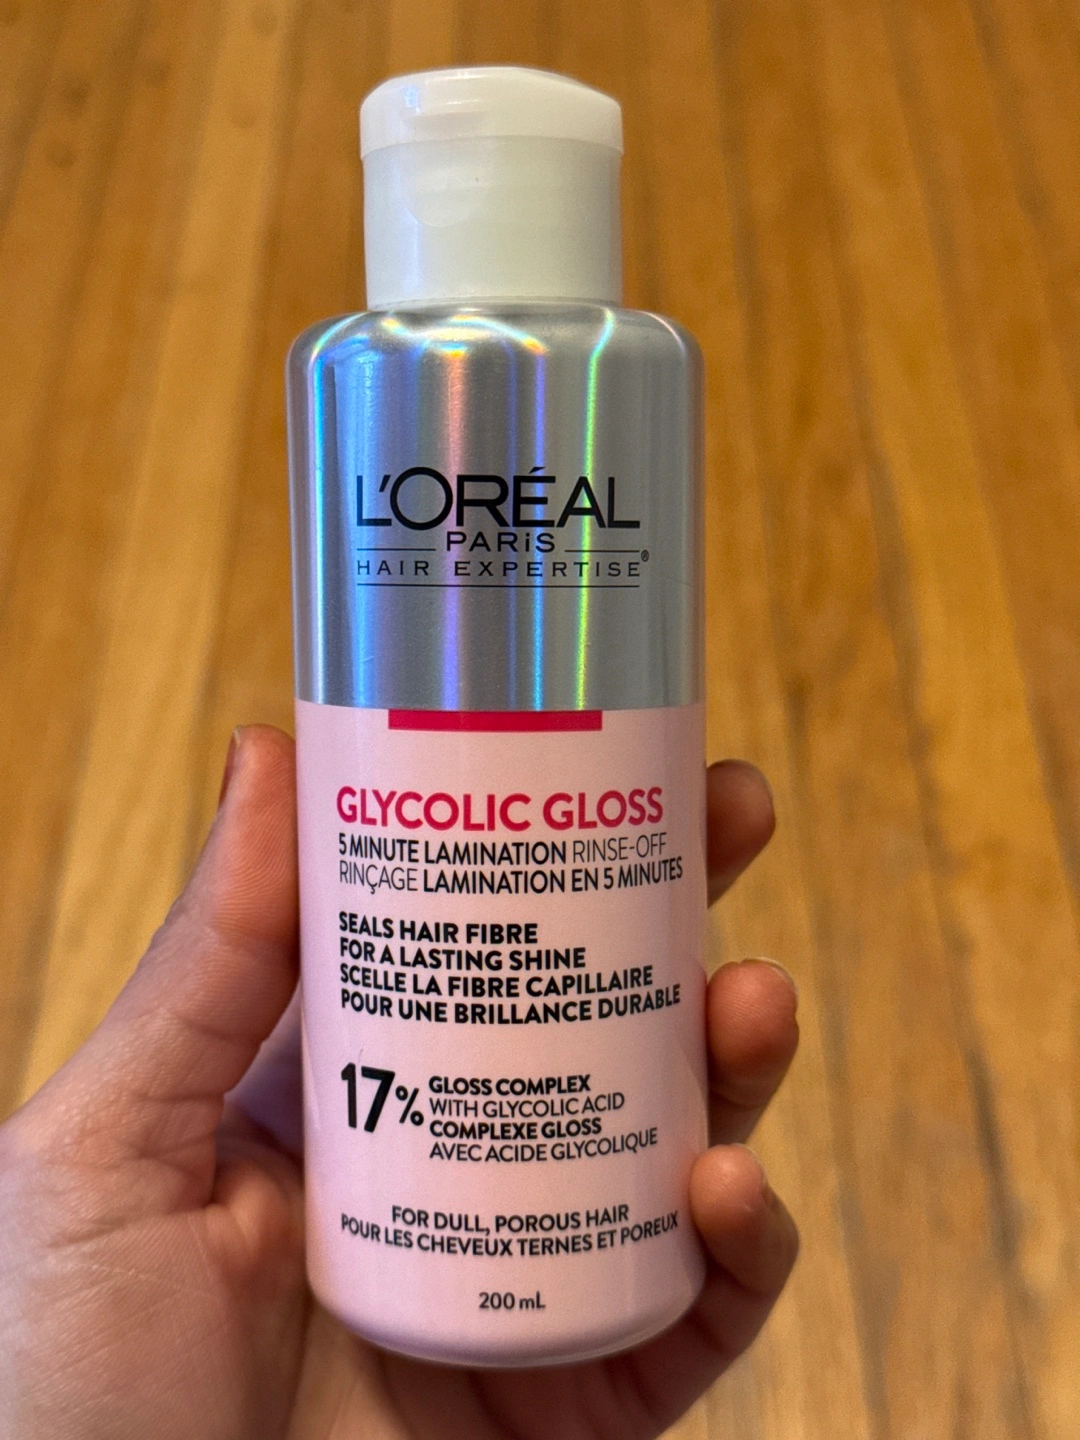 L'ORÉAL
PARiS
HAIR EXPERTISE®
GLYCOLIC GLOSS
5 MINUTE LAMINATION RINSE-OFF
RINÇAGE LAMINATION EN 5 MINUTES
SEALS HAIR FIBRE
FOR A LASTING SHINE
SCELLE LA FIBRE CAPILLAIRE
POUR UNE BRILLANCE DURABLE
17% GLOSS COMPLEX
WITH GLYCOLIC ACID
COMPLEXE GLOSS
AVEC ACIDE GLYCOLIQUE
FOR DULL, POROUS HAIR
POUR LES CHEVEUX TERNES ET POREUX
200 mL